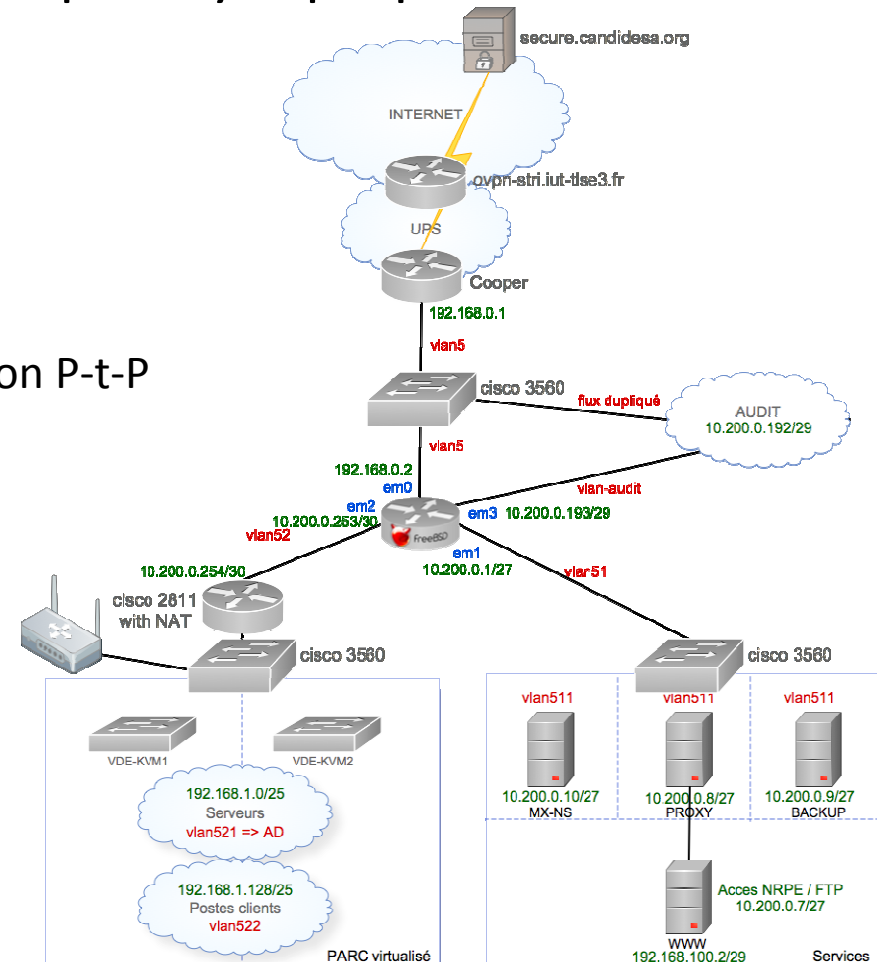 secure.candidesa.org
INTERNET
ovpn-stri.iut-tlse3.fr
UPS
Cooper
192.168.0.1
vlan5
on P-t-P
cisco 3560
flux dupliqué
AUDIT
10.200.0.192/29
vlan5
192.168.0.2
em0
vlan-audit
em2
10.200.0.253/30
em3 10.200.0.193/29
vlan52
FreeBSD
em1
10.200.0.1/27
vlan51
10.200.0.254/30
cisco 2811
with NAT
cisco 3560
cisco 3560
vlan511
vlan511
vlan511
VDE-KVM1
VDE-KVM2
192.168.1.0/25
Serveurs
vlan521 => AD
10.200.0.10/27
MX-NS
10.200.0.8/27
PROXY
10.200.0.9/27
BACKUP
192.168.1.128/25
Postes clients
vlan522
Acces NRPE / FTP
10.200.0.7/27
WWW
192.168.100.2/29
PARC virtualisé
Services